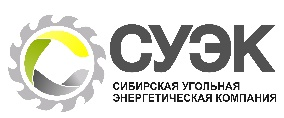 СУЭК
СИБИРСКАЯ УГОЛЬНАЯ
ЭНЕРГЕТИЧЕСКАЯ КОМПАНИЯ